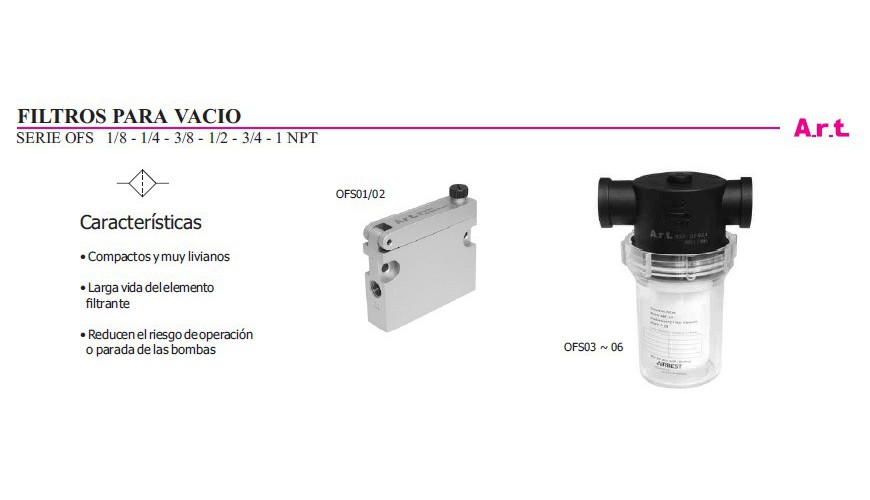 FILTROS PARA VACIO
SERIE OFS 1/8 - 1/4 - 3/8 - 1/2 - 3/4 - 1 NPT
A.r.t.
Características
• Compactos y muy livianos
• Larga vida del elemento
filtrante
• Reducen el riesgo de operación
o parada de las bombas
OFS01/02
A.r.t.
A.r.t.
OFS03 ~ 06
AIRBEST